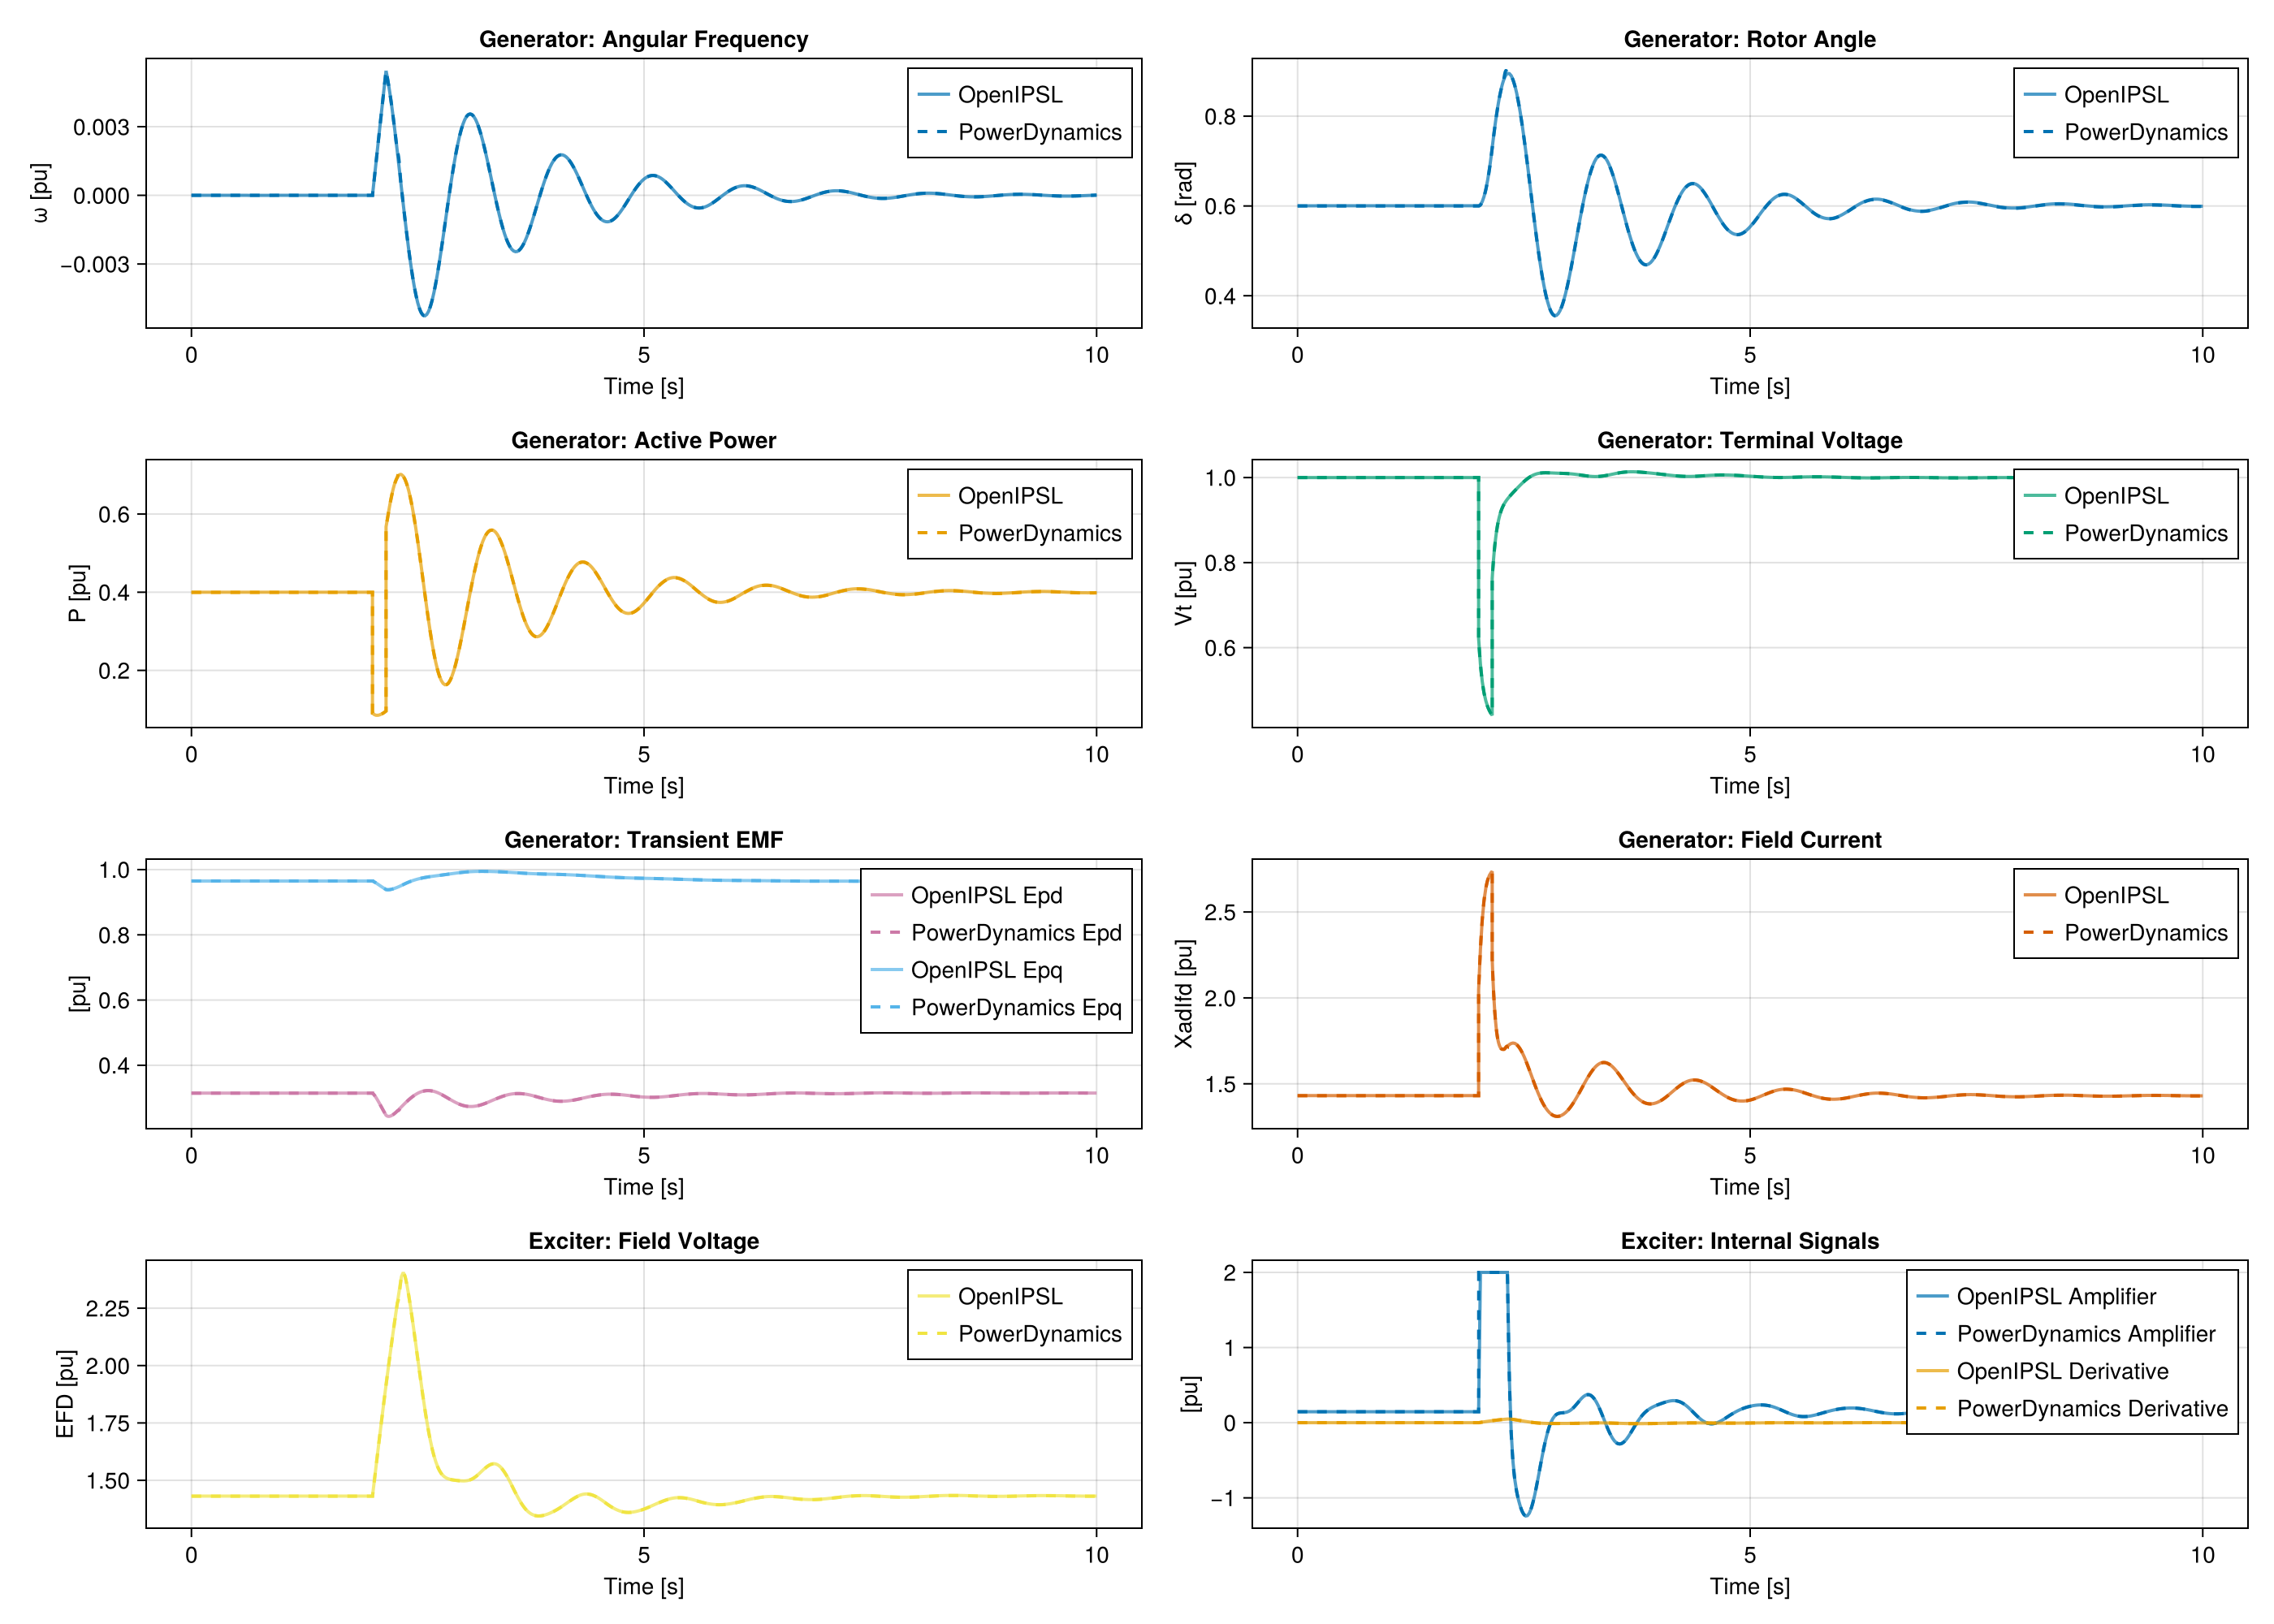 Generator: Angular Frequency
ω [pu]
0.003
0.000
−0.003
OpenIPSL
PowerDynamics
0
5
10
Time [s]
Generator: Rotor Angle
δ [rad]
0.8
0.6
0.4
OpenIPSL
PowerDynamics
0
5
10
Time [s]
Generator: Active Power
P [pu]
0.6
0.4
0.2
OpenIPSL
PowerDynamics
0
5
10
Time [s]
Generator: Terminal Voltage
Vt [pu]
1.0
0.8
0.6
OpenIPSL
PowerDynamics
0
5
10
Time [s]
Generator: Transient EMF
[pu]
1.0
0.8
0.6
0.4
OpenIPSL Epd
PowerDynamics Epd
OpenIPSL Epq
PowerDynamics Epq
0
5
10
Time [s]
Generator: Field Current
XadIfd [pu]
2.5
2.0
1.5
OpenIPSL
PowerDynamics
0
5
10
Time [s]
Exciter: Field Voltage
EFD [pu]
2.25
2.00
1.75
1.50
OpenIPSL
PowerDynamics
0
5
10
Time [s]
Exciter: Internal Signals
[pu]
2
1
0
−1
OpenIPSL Amplifier
PowerDynamics Amplifier
OpenIPSL Derivative
PowerDynamics Derivative
0
5
10
Time [s]